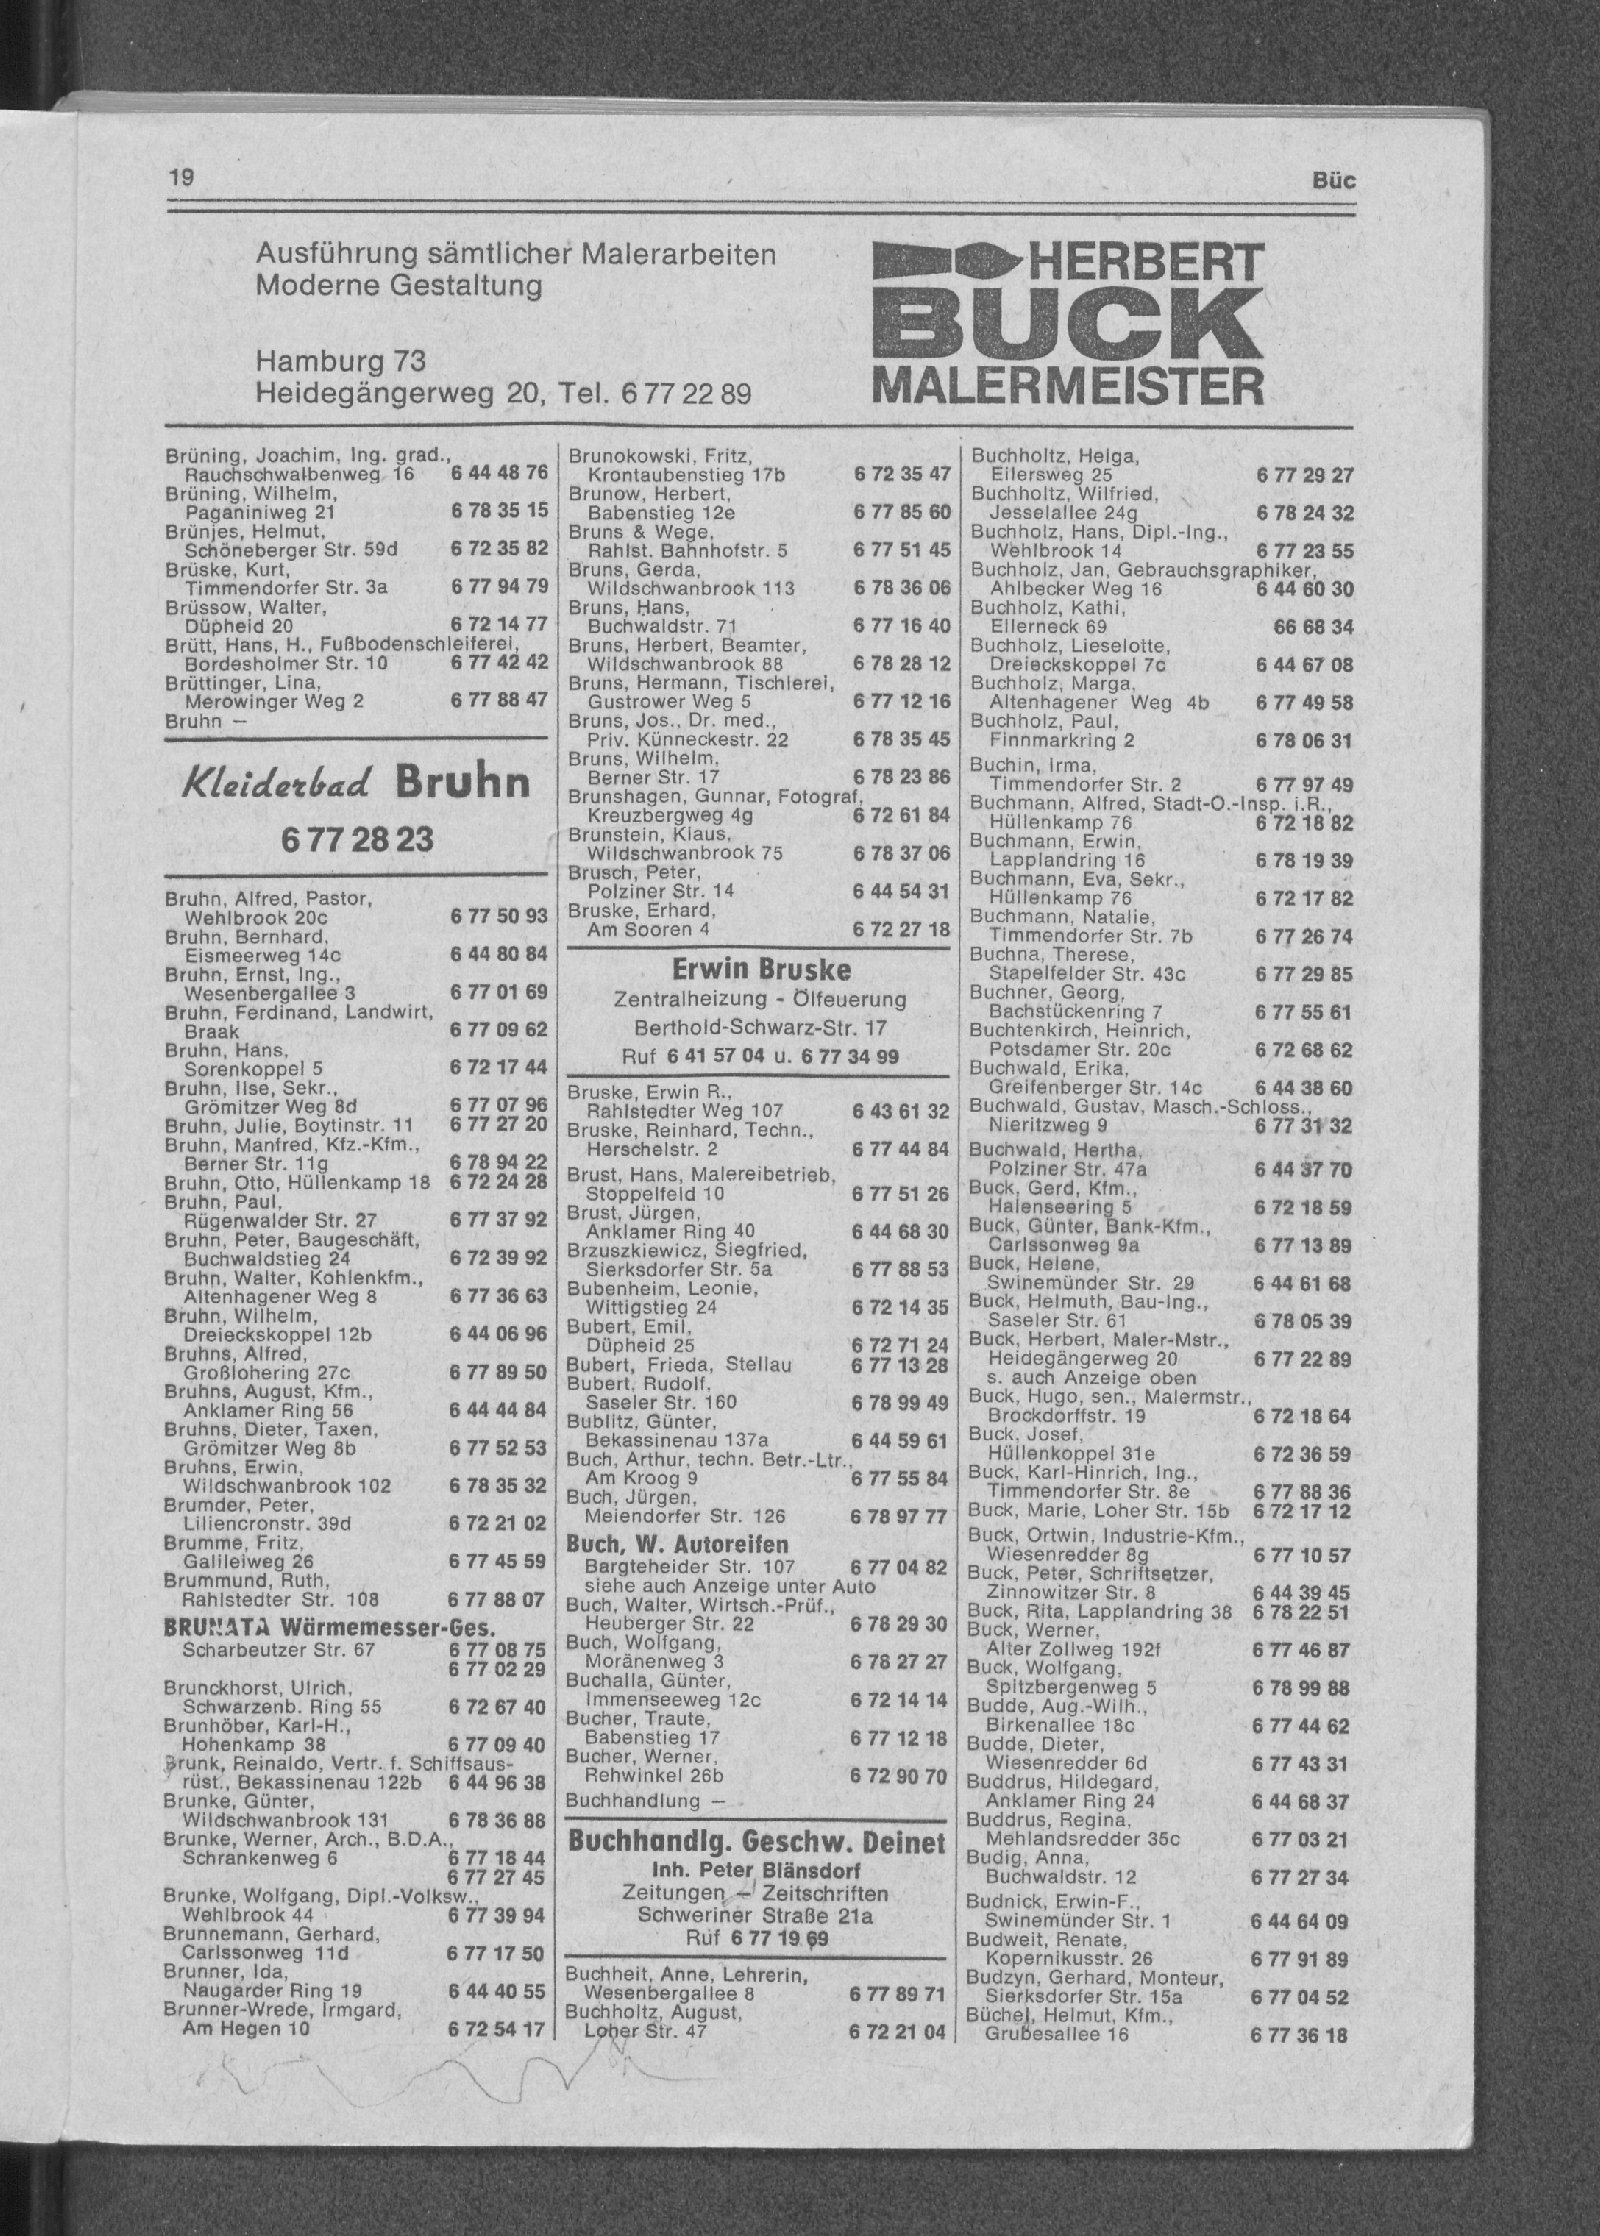 19
Büc
Ausführung sämtlicher Malerarbeiten
Moderne Gestaltung
Hamburg 73
Heidegängerweg 20, Tel. 6 77 22 89
HERBERT
BUCK
MALERMEISTER
Brüning, Joachim, Ing. grad.,
Rauchschwalbenweg 16 6 44 48 76
Brüning, Wilhelm,
Paganiniweg 21 6 78 35 15
Brünjes, Helmut,
Schöneberger Str. 59d 6 72 35 82
Brüske, Kurt,
Timmendorfer Str. 3a 6 77 94 79
Brüssow, Walter,
Düpheid 20 6 72 14 77
Brütt, Hans, H., Fußbodenschleiferei,
Bordesholmer Str. 10 6 77 42 42
Brüttinger, Lina,
Merowinger Weg 2 6 77 88 47
Bruhn —
Kleiderbad Bruhn
6 77 28 23
Bruhn, Alfred, Pastor,
Wehlbrook 20c 6 77 50 93
Bruhn, Bernhard,
Eismeerweg 14c 6 44 80 84
Bruhn, Ernst, Ing.,
Wesenbergallee 3 6 77 01 69
Bruhn, Ferdinand, Landwirt,
Braak 6 77 09 62
Bruhn, Hans,
Sorenkoppel 5 6 72 17 44
Bruhn, Ilse, Sekr.,
Grömitzer Weg 8d 6 77 07 96
Bruhn, Julie, Boytinstr. 11 6 77 27 20
Bruhn, Manfred, Kfz.-Kfm.,
Berner Str. 11g 6 78 94 22
Bruhn, Otto, Hüllenkamp 18 6 72 24 28
Bruhn, Paul,
Rügenwalder Str. 27 6 77 37 92
Bruhn, Peter, Baugeschäft,
Buchwaldstieg 24 6 72 39 92
Bruhn, Walter, Kohlenkfm.,
Altenhagener Weg 8 6 77 36 63
Bruhn, Wilhelm,
Dreieckskoppel 12b 6 44 06 96
Bruhns, Alfred,
Großlohering 27c 6 77 89 50
Bruhns, August, Kfm.,
Anklamer Ring 56 6 44 44 84
Bruhns, Dieter, Taxen,
Grömitzer Weg 8b 6 77 52 53
Bruhns, Erwin,
Wildschwanbrook 102 6 78 35 32
Brumder, Peter,
Liliencronstr. 39d 6 72 21 02
Brumme, Fritz,
Galileiweg 26 6 77 45 59
Brummund, Ruth,
Rahlstedter Str. 108 6 77 88 07
BRUNATA Wärmemesser-Ges.
Scharbeutzer Str. 67 6 77 08 75
6 77 02 29
Brunckhorst, Ulrich,
Schwarzenb. Ring 55 6 72 67 40
Brunhöber, Karl-H.,
Hohenkamp 38 6 77 09 40
Brunk, Reinaldo, Vertr. f. Schiffsaus-
rüst., Bekassinenau 122b 6 44 96 38
Brunke, Günter,
Wildschwanbrook 131 6 78 36 88
Brunke, Werner, Arch., B.D.A.,
Schrankenweg 6 6 77 18 44
6 77 27 45
Brunke, Wolfgang, Dipl.-Volksw.,
Wehlbrook 44 6 77 39 94
Brunnemann, Gerhard,
Carlssonweg 11d 6 77 17 50
Brunner, Ida,
Naugarder Ring 19 6 44 40 55
Brunner-Wrede, Irmgard,
Am Hegen 10 6 72 54 17
Brunokowski, Fritz,
Krontaubenstieg 17b 6 72 35 47
Brunow, Herbert,
Babenstieg 12e 6 77 85 60
Bruns & Wege,
Rahlst. Bahnhofstr. 5 6 77 51 45
Bruns, Gerda,
Wildschwanbrook 113 6 78 36 06
Bruns, Hans,
Buchwaldstr. 71 6 77 16 40
Bruns, Herbert, Beamter,
Wildschwanbrook 88 6 78 28 12
Bruns, Hermann, Tischlerei,
Gustrower Weg 5 6 77 12 16
Bruns, Jos., Dr. med.,
Priv. Künneckestr. 22 6 78 35 45
Bruns, Wilhelm,
Berner Str. 17 6 78 23 86
Brunshagen, Gunnar, Fotograf,
Kreuzbergweg 4g 6 72 61 84
Brunstein, Klaus,
Wildschwanbrook 75 6 78 37 06
Brusch, Peter,
Polziner Str. 14 6 44 54 31
Bruske, Erhard,
Am Sooren 4 6 72 27 18
Erwin Bruske
Zentralheizung - Ölfeuerung
Berthold-Schwarz-Str. 17
Ruf 6 41 57 04 u. 6 77 34 99
Bruske, Erwin R.,
Rahlstedter Weg 107 6 43 61 32
Bruske, Reinhard, Techn.,
Herschelstr. 2 6 77 44 84
Brust, Hans, Malereibetrieb,
Stoppelfeld 10 6 77 51 26
Brust, Jürgen,
Anklamer Ring 40 6 44 68 30
Brzuszkiewicz, Siegfried,
Sierksdorfer Str. 5a 6 77 88 53
Bubenheim, Leonie,
Wittigstieg 24 6 72 14 35
Bubert, Emil,
Düpheid 25 6 72 71 24
Bubert, Frieda, Stellau 6 77 13 28
Bubert, Rudolf,
Saseler Str. 160 6 78 99 49
Bublitz, Günter,
Bekassinenau 137a 6 44 59 61
Buch, Arthur, techn. Betr.-Ltr.,
Am Kroog 9 6 77 55 84
Buch, Jürgen,
Meiendorfer Str. 126 6 78 97 77
Buch, W. Autoreifen
Bargteheider Str. 107 6 77 04 82
siehe auch Anzeige unter Auto
Buch, Walter, Wirtsch.-Prüf.,
Heuberger Str. 22 6 78 29 30
Buch, Wolfgang,
Moränenweg 3 6 78 27 27
Buchalla, Günter,
Immenseeweg 12c 6 72 14 14
Bucher, Traute,
Babenstieg 17 6 77 12 18
Bucher, Werner,
Rehwinkel 26b 6 72 90 70
Buchhandlung —
Buchhandlg. Geschw. Deinet
Inh. Peter Blänsdorf
Zeitungen — Zeitschriften
Schweriner Straße 21a
Ruf 6 77 19 69
Buchheit, Anne, Lehrerin,
Wesenbergallee 8 6 77 89 71
Buchholtz, August,
Loher Str. 47 6 72 21 04
Buchholtz, Helga,
Eilersweg 25 6 77 29 27
Buchholtz, Wilfried,
Jesselallee 24g 6 78 24 32
Buchholz, Hans, Dipl.-Ing.,
Wehlbrook 14 6 77 23 55
Buchholz, Jan, Gebrauchsgraphiker,
Ahlbecker Weg 16 6 44 60 30
Buchholz, Kathi,
Ellerneck 69 66 68 34
Buchholz, Lieselotte,
Dreieckskoppel 7c 6 44 67 08
Buchholz, Marga,
Altenhagener Weg 4b 6 77 49 58
Buchholz, Paul,
Finnmarkring 2 6 78 06 31
Buchin, Irma,
Timmendorfer Str. 2 6 77 97 49
Buchmann, Alfred, Stadt-O.-Insp. i.R.,
Hüllenkamp 76 6 72 18 82
Buchmann, Erwin,
Lapplandring 16 6 78 19 39
Buchmann, Eva, Sekr.,
Hüllenkamp 76 6 72 17 82
Buchmann, Natalie,
Timmendorfer Str. 7b 6 77 26 74
Buchna, Therese,
Stapelfelder Str. 43c 6 77 29 85
Buchner, Georg,
Bachstückenring 7 6 77 55 61
Buchtenkirch, Heinrich,
Potsdamer Str. 20c 6 72 68 62
Buchwald, Erika,
Greifenberger Str. 14c 6 44 38 60
Buchwald, Gustav, Masch.-Schloss.,
Nieritzweg 9 6 77 31 32
Buchwald, Hertha,
Polziner Str. 47a 6 44 37 70
Buck, Gerd, Kfm.,
Halenseering 5 6 72 18 59
Buck, Günter, Bank-Kfm.,
Carlssonweg 9a 6 77 13 89
Buck, Helene,
Swinemünder Str. 29 6 44 61 68
Buck, Helmuth, Bau-Ing.,
Saseler Str. 61 6 78 05 39
Buck, Herbert, Maler-Mstr.,
Heidegängerweg 20 6 77 22 89
s. auch Anzeige oben
Buck, Hugo, sen., Malermstr.,
Brockdorffstr. 19 6 72 18 64
Buck, Josef,
Hüllenkoppel 31e 6 72 36 59
Buck, Karl-Hinrich, Ing.,
Timmendorfer Str. 8e 6 77 88 36
Buck, Marie, Loher Str. 15b 6 72 17 12
Buck, Ortwin, Industrie-Kfm.,
Wiesenredder 8g 6 77 10 57
Buck, Peter, Schriftsetzer,
Zinnowitzer Str. 8 6 44 39 45
Buck, Rita, Lapplandring 38 6 78 22 51
Buck, Werner,
Alter Zollweg 192f 6 77 46 87
Buck, Wolfgang,
Spitzbergenweg 5 6 78 99 88
Budde, Aug.-Wilh.,
Birkenallee 18c 6 77 44 62
Budde, Dieter,
Wiesenredder 6d 6 77 43 31
Buddrus, Hildegard,
Anklamer Ring 24 6 44 68 37
Buddrus, Regina,
Mehlandsredder 35c 6 77 03 21
Budig, Anna,
Buchwaldstr. 12 6 77 27 34
Budnick, Erwin-F.,
Swinemünder Str. 1 6 44 64 09
Budweit, Renate,
Kopernikusstr. 26 6 77 91 89
Budzyn, Gerhard, Monteur,
Sierksdorfer Str. 15a 6 77 04 52
Büchel, Helmut, Kfm.,
Grubesallee 16 6 77 36 18